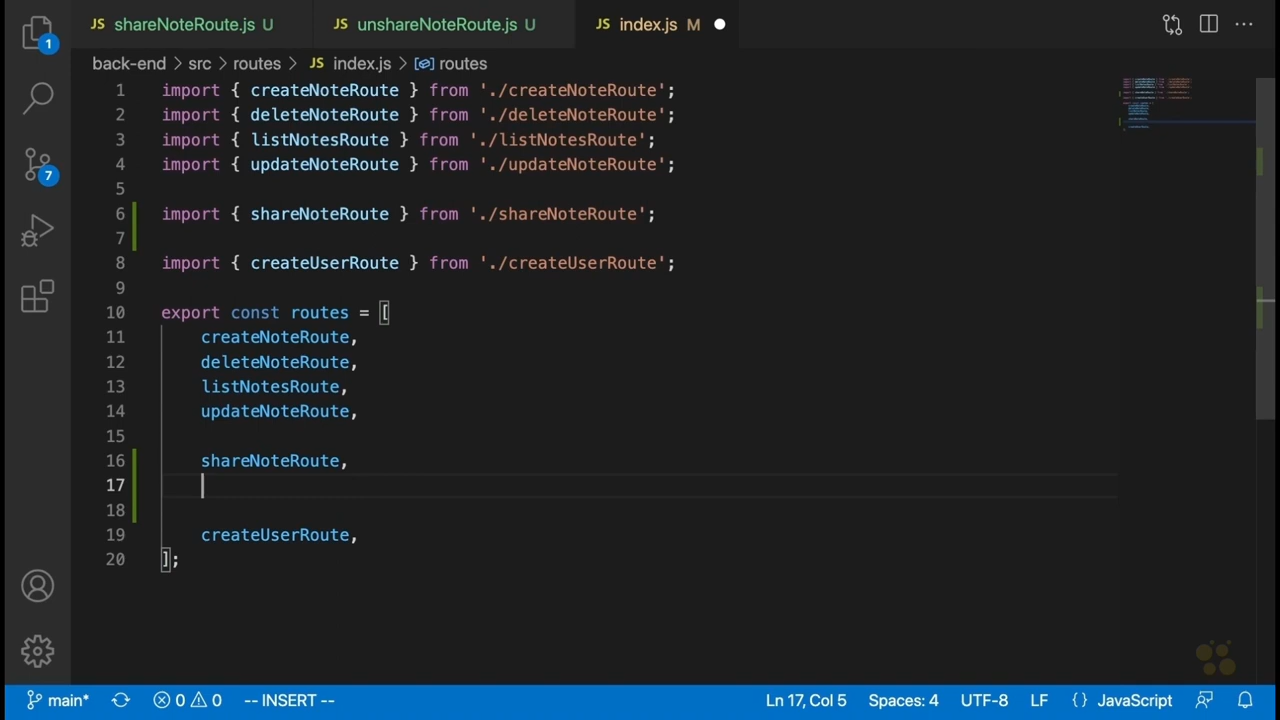 1
JS shareNoteRoute.js U
JS unshareNoteRoute.js U
JS index.js M
back-end > src > routes > JS index.js > routes
1 import { createNoteRoute } from './createNoteRoute';
2 import { deleteNoteRoute } from './deleteNoteRoute';
3 import { listNotesRoute } from './listNotesRoute';
4 import { updateNoteRoute } from './updateNoteRoute';
5
6 import { shareNoteRoute } from './shareNoteRoute';
7
8 import { createUserRoute } from './createUserRoute';
9
10 export const routes = [
11 createNoteRoute,
12 deleteNoteRoute,
13 listNotesRoute,
14 updateNoteRoute,
15
16 shareNoteRoute,
17
18
19 createUserRoute,
20 ];
7
main* 0 0 -- INSERT -- Ln 17, Col 5 Spaces: 4 UTF-8 LF {} JavaScript